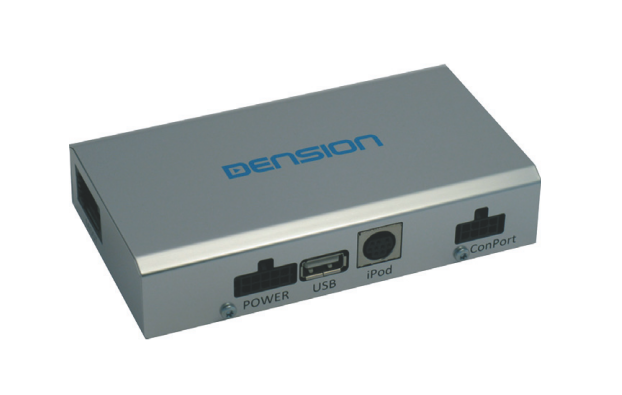 DENSION
POWER
USB
iPod
ConPort